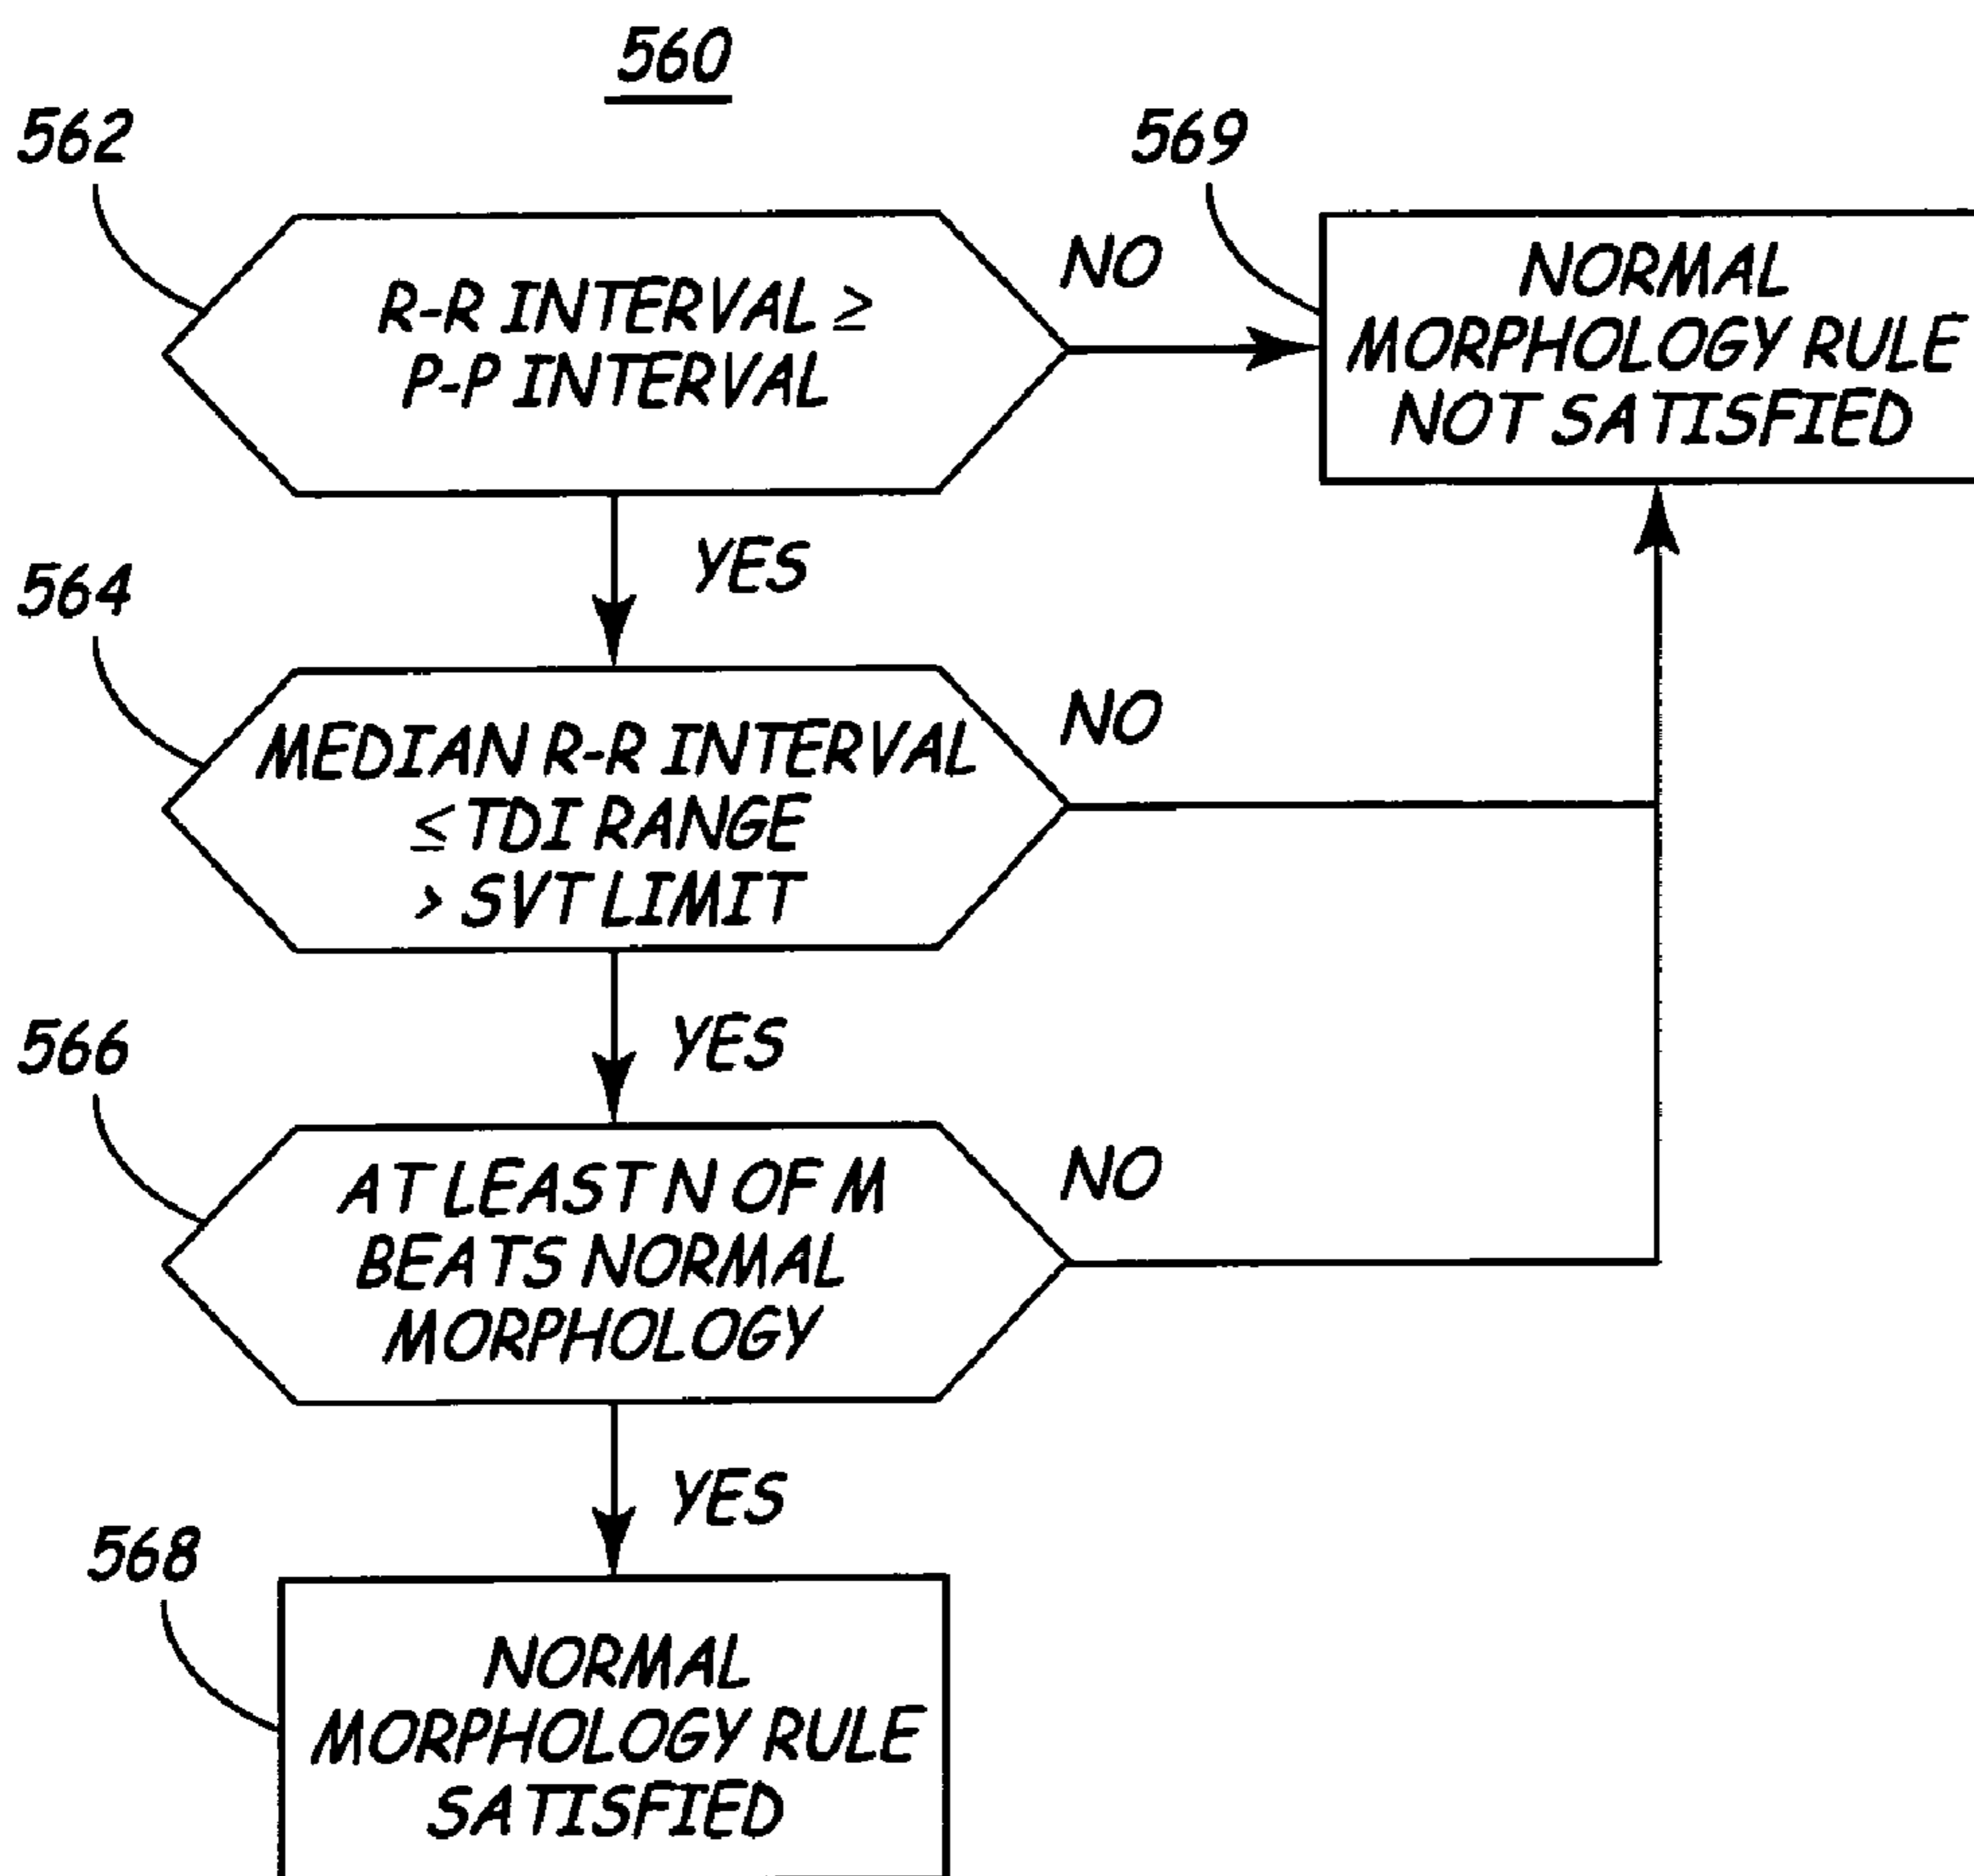 560
562
R-R INTERVAL ≥
P-P INTERVAL
NO
569
NORMAL
MORPHOLOGY RULE
NOT SATISFIED
YES
564
MEDIAN R-R INTERVAL
≤ TDI RANGE
> SVT LIMIT
NO
YES
566
AT LEAST N OF M
BEATS NORMAL
MORPHOLOGY
NO
YES
568
NORMAL
MORPHOLOGY RULE
SATISFIED